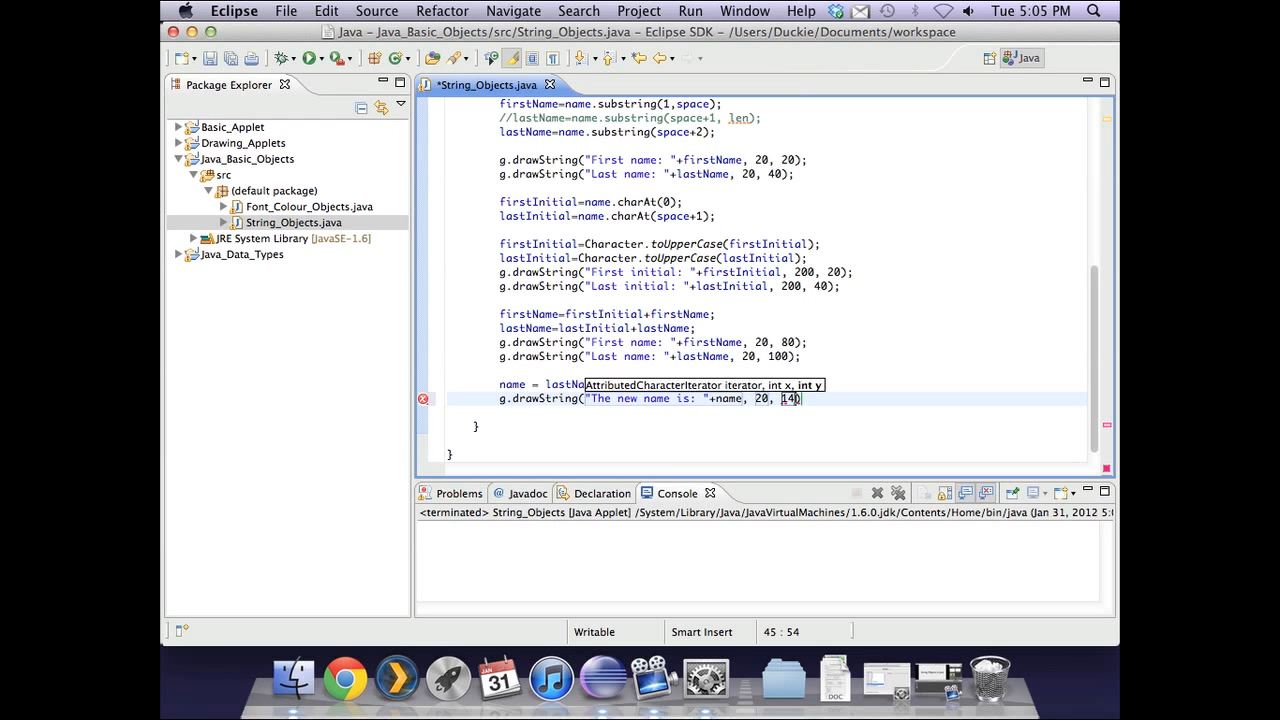 Eclipse File Edit Source Refactor Navigate Search Project Run Window Help Tue 5:05 PM
Java - Java_Basic_Objects/src/String_Objects.java - Eclipse SDK - /Users/Duckie/Documents/workspace
Java
Package Explorer
*String_Objects.java
Basic_Applet
Drawing_Applets
Java_Basic_Objects
src
(default package)
Font_Colour_Objects.java
String_Objects.java
JRE System Library [JavaSE-1.6]
Java_Data_Types
firstName=name.substring(1,space);
//lastName=name.substring(space+1, len);
lastName=name.substring(space+2);
g.drawString("First name: "+firstName, 20, 20);
g.drawString("Last name: "+lastName, 20, 40);
firstInitial=name.charAt(0);
lastInitial=name.charAt(space+1);
firstInitial=Character.toUpperCase(firstInitial);
lastInitial=Character.toUpperCase(lastInitial);
g.drawString("First initial: "+firstInitial, 200, 20);
g.drawString("Last initial: "+lastInitial, 200, 40);
firstName=firstInitial+firstName;
lastName=lastInitial+lastName;
g.drawString("First name: "+firstName, 20, 80);
g.drawString("Last name: "+lastName, 20, 100);
name = lastNa
AttributedCharacterIterator iterator, int x, int y
g.drawString("The new name is: "+name, 20, 14)
}
}
Problems @ Javadoc Declaration Console
<terminated> String_Objects [Java Applet] /System/Library/Java/JavaVirtualMachines/1.6.0.jdk/Contents/Home/bin/java (Jan 31, 2012 5:0
Writable Smart Insert 45 : 54
JAN
31
DOC